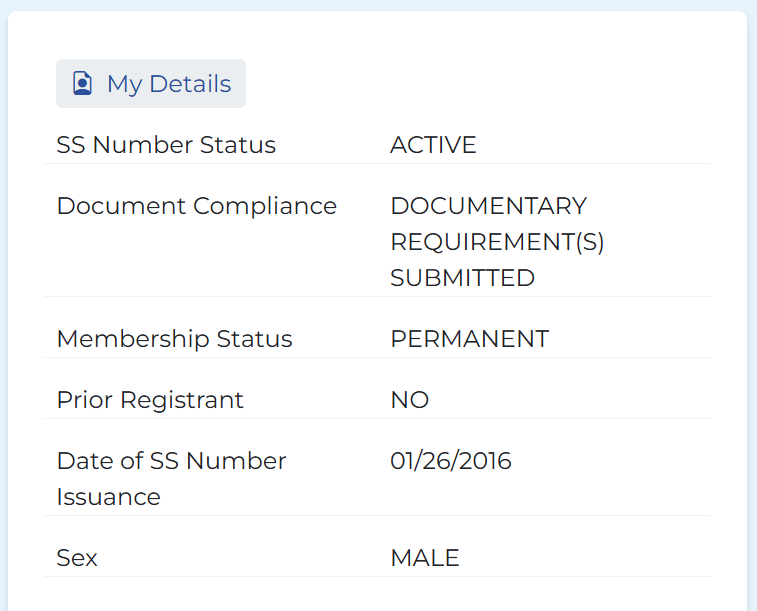 My Details
SS Number Status ACTIVE
Document Compliance DOCUMENTARY
REQUIREMENT(S)
SUBMITTED
Membership Status PERMANENT
Prior Registrant NO
Date of SS Number 01/26/2016
Issuance
Sex MALE